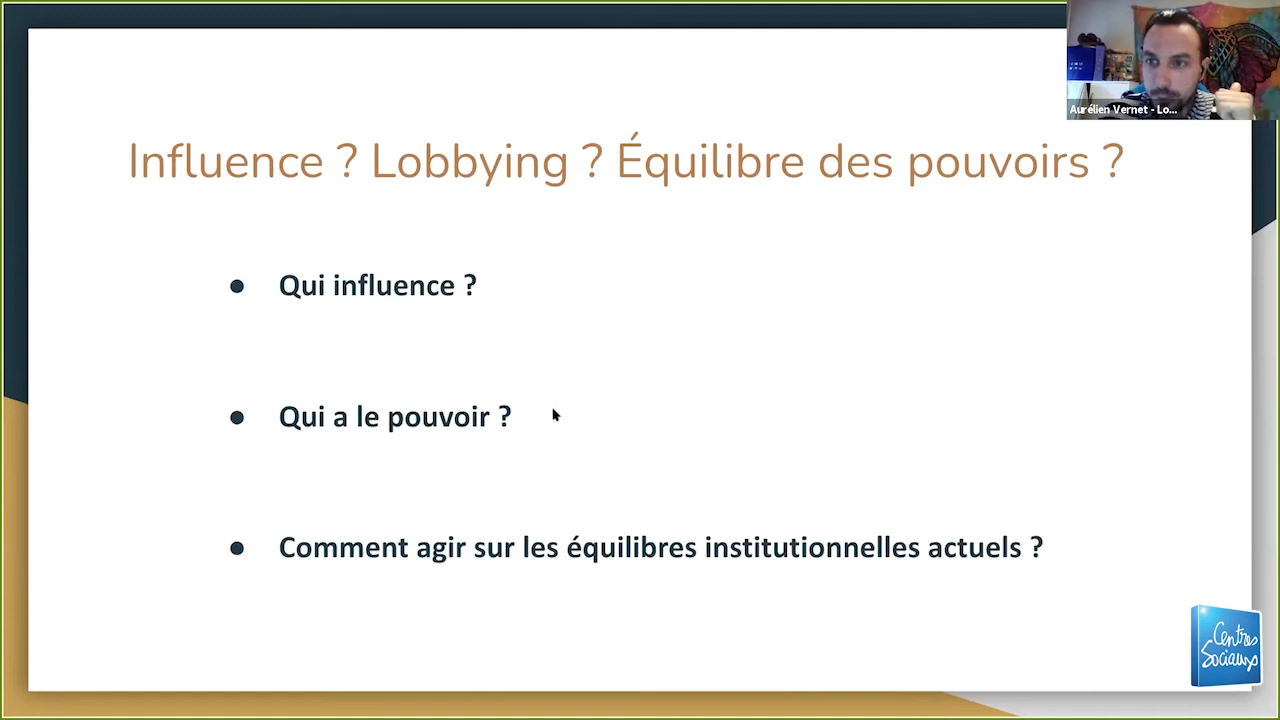 Aurélien Vernet - Lo...
Influence ? Lobbying ? Équilibre des pouvoirs ?
● Qui influence ?
● Qui a le pouvoir ?
● Comment agir sur les équilibres institutionnelles actuels ?
Centres
Sociaux